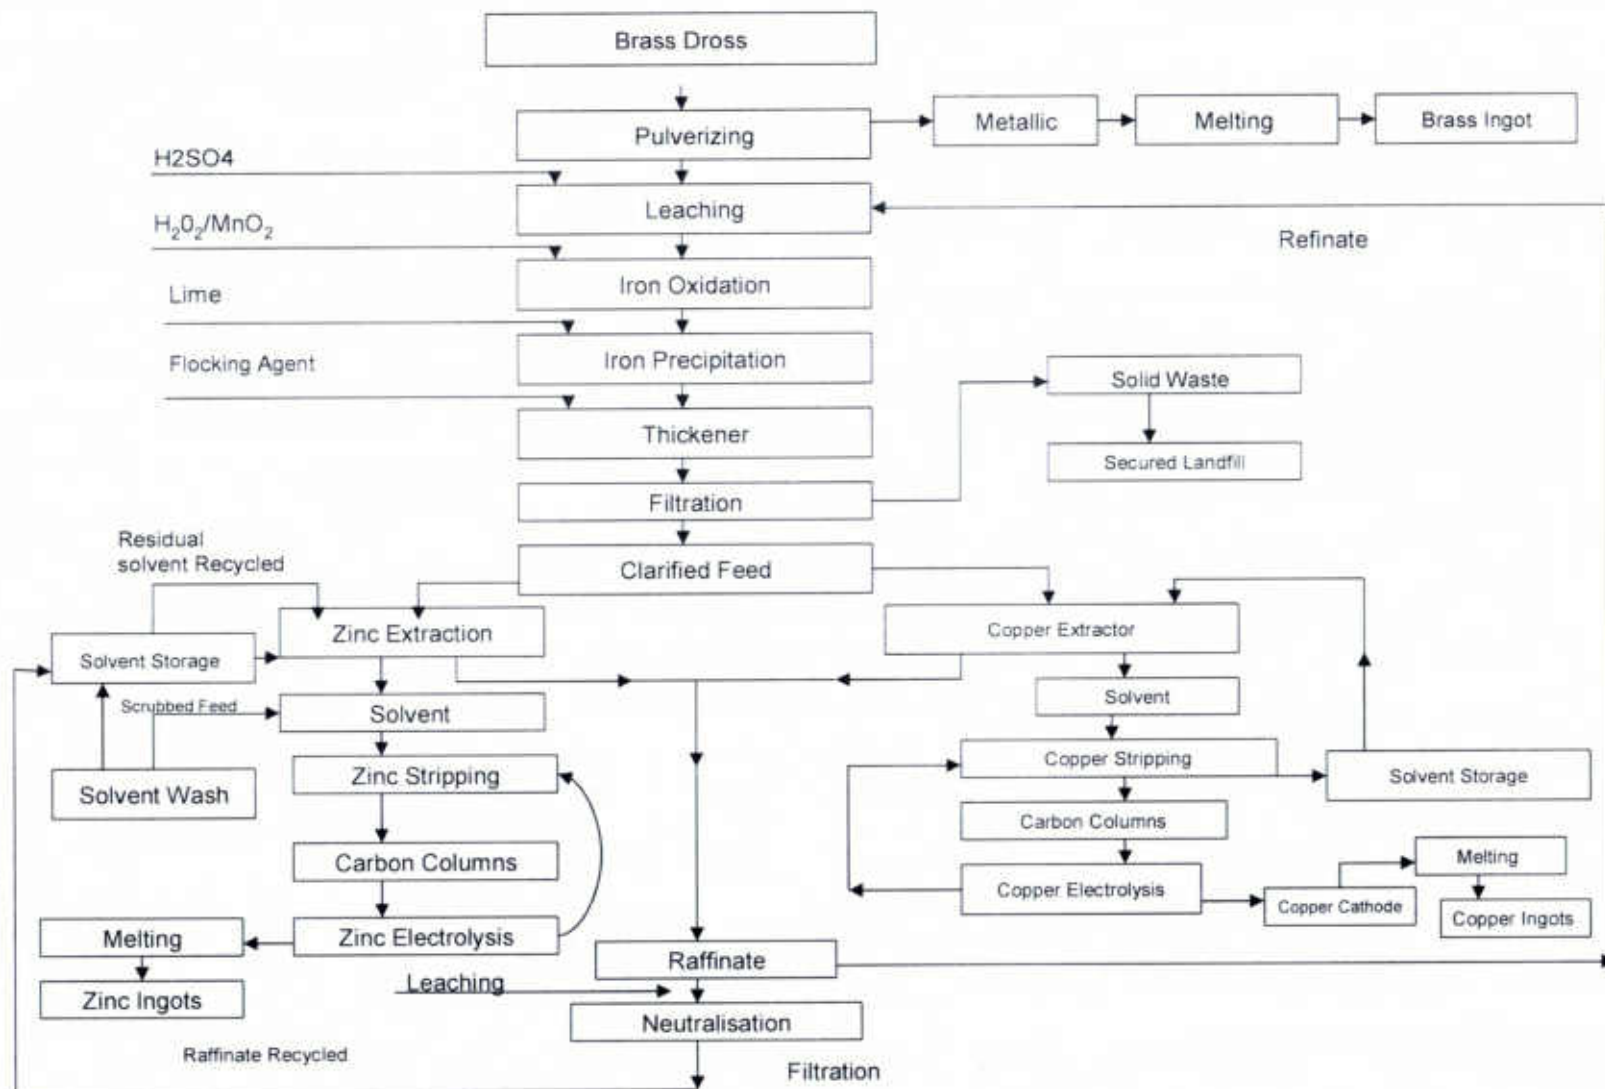 Brass Dross
Pulverizing
Metallic
Melting
Brass Ingot
H2SO4
Leaching
H₂0₂/MnO₂
Refinate
Iron Oxidation
Lime
Iron Precipitation
Flocking Agent
Solid Waste
Thickener
Secured Landfill
Filtration
Residual
solvent Recycled
Clarified Feed
Zinc Extraction
Copper Extractor
Solvent Storage
Scrubbed Feed
Solvent
Solvent
Copper Stripping
Zinc Stripping
Solvent Storage
Solvent Wash
Carbon Columns
Carbon Columns
Melting
Copper Electrolysis
Copper Cathode
Copper Ingots
Melting
Zinc Electrolysis
Raffinate
Leaching
Zinc Ingots
Neutralisation
Raffinate Recycled
Filtration